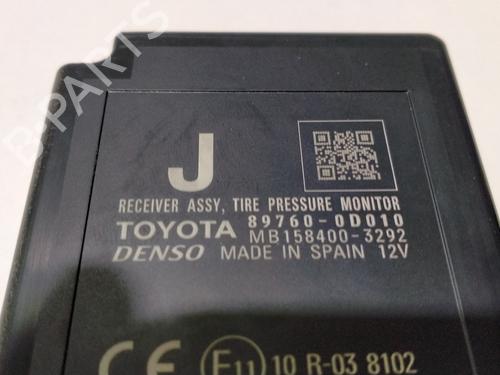 J
RECEIVER ASSY, TIRE PRESSURE MONITOR
TOYOTA 89760-0D010
MB158400-3292
DENSO MADE IN SPAIN 12V
CE E11 10 R-03 8102
B-PARTS